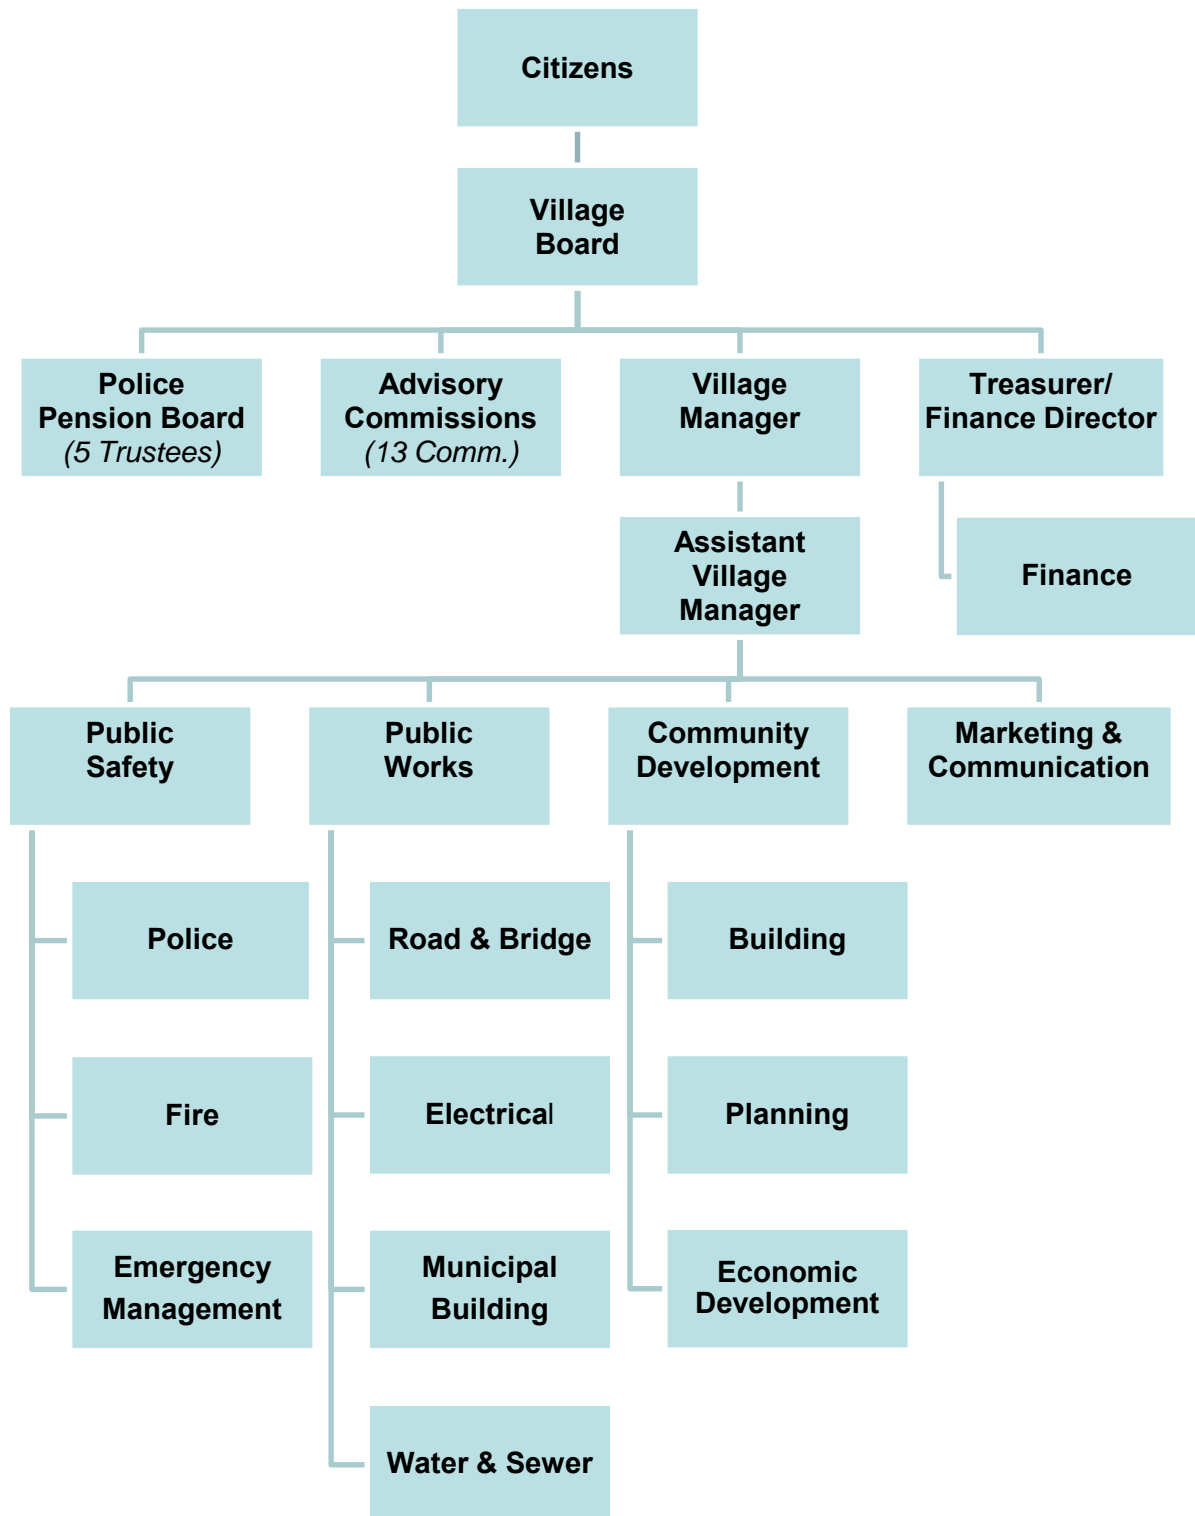 Citizens
Village
Board
Police
Pension Board
(5 Trustees)
Advisory
Commissions
(13 Comm.)
Village
Manager
Treasurer/
Finance Director
Assistant
Village
Manager
Finance
Public
Safety
Public
Works
Community
Development
Marketing &
Communication
Police
Road & Bridge
Building
Fire
Electrical
Planning
Emergency
Management
Municipal
Building
Economic
Development
Water & Sewer